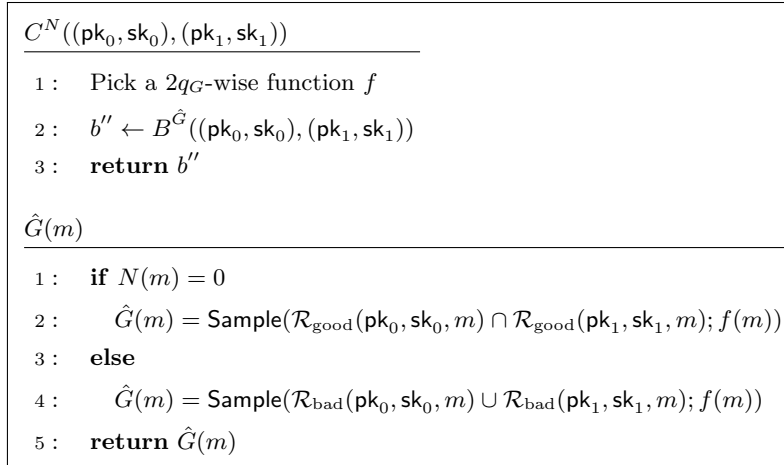 C^N((pk_0, sk_0), (pk_1, sk_1))
1 : Pick a 2q_G-wise function f
2 : b'' ← B^Ĝ((pk_0, sk_0), (pk_1, sk_1))
3 : return b''
Ĝ(m)
1 : if N(m) = 0
2 : Ĝ(m) = Sample(R_good(pk_0, sk_0, m) ∩ R_good(pk_1, sk_1, m); f(m))
3 : else
4 : Ĝ(m) = Sample(R_bad(pk_0, sk_0, m) ∪ R_bad(pk_1, sk_1, m); f(m))
5 : return Ĝ(m)